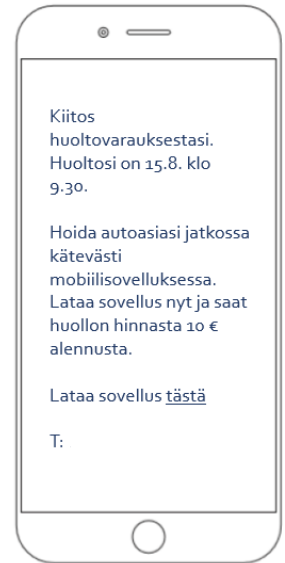 Kiitos
huoltovarauksestasi.
Huoltosi on 15.8. klo
9.30.
Hoida autoasiasi jatkossa
kätevästi
mobiilisovelluksessa.
Lataa sovellus nyt ja saat
huollon hinnasta 10 €
alennusta.
Lataa sovellus tästä
T: